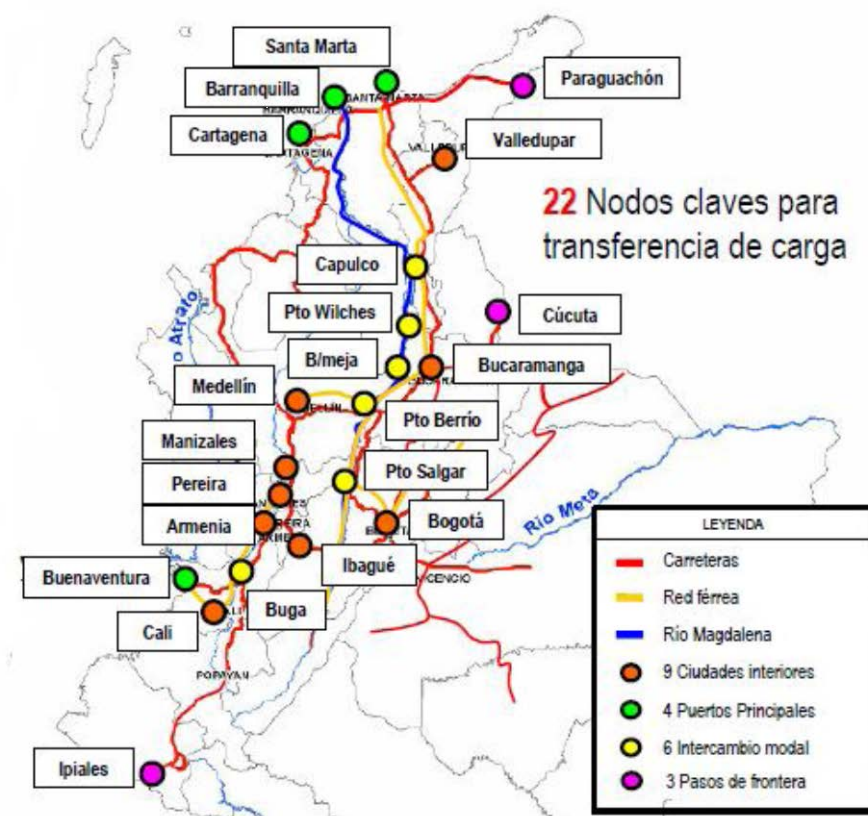 Santa Marta
Barranquilla
Paraguachón
Cartagena
Valledupar
22 Nodos claves para
transferencia de carga
Capulco
Pto Wilches
Cúcuta
B/meja
Bucaramanga
Medellín
Pto Berrío
Manizales
Pto Salgar
Pereira
Río Meta
Armenia
Bogotá
Ibagué
Buenaventura
Buga
Cali
POPAYAN
Ipiales
o Atrato
LEYENDA
Carreteras
Red férrea
Río Magdalena
9 Ciudades interiores
4 Puertos Principales
6 Intercambio modal
3 Pasos de frontera